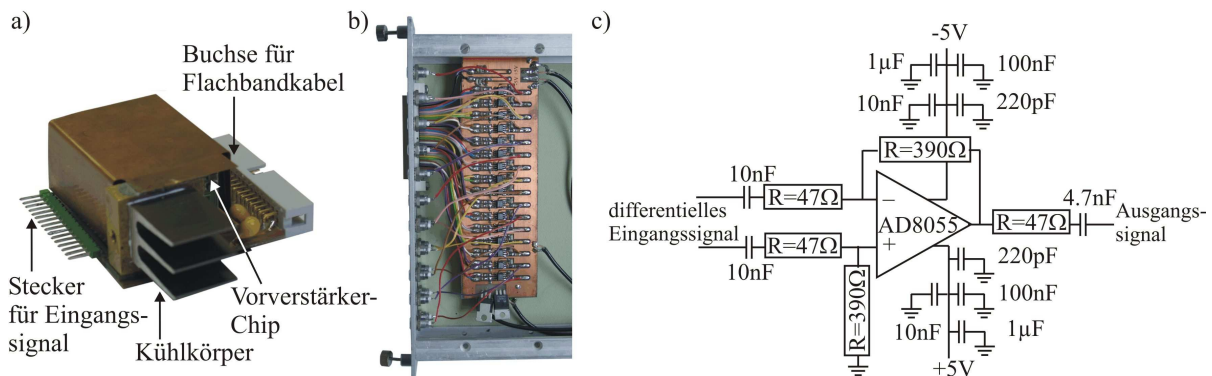 a)
Buchse für
Flachbandkabel
Stecker
für Eingangs-
signal
Kühlkörper
Vorverstärker-
Chip
b)
c)
-5V
1µF
100nF
10nF
220pF
R=390Ω
10nF
R=47Ω
differentielles
Eingangssignal
R=47Ω
10nF
−
AD8055
+
R=390Ω
R=47Ω
4.7nF
Ausgangs-
signal
220pF
100nF
10nF
1µF
+5V